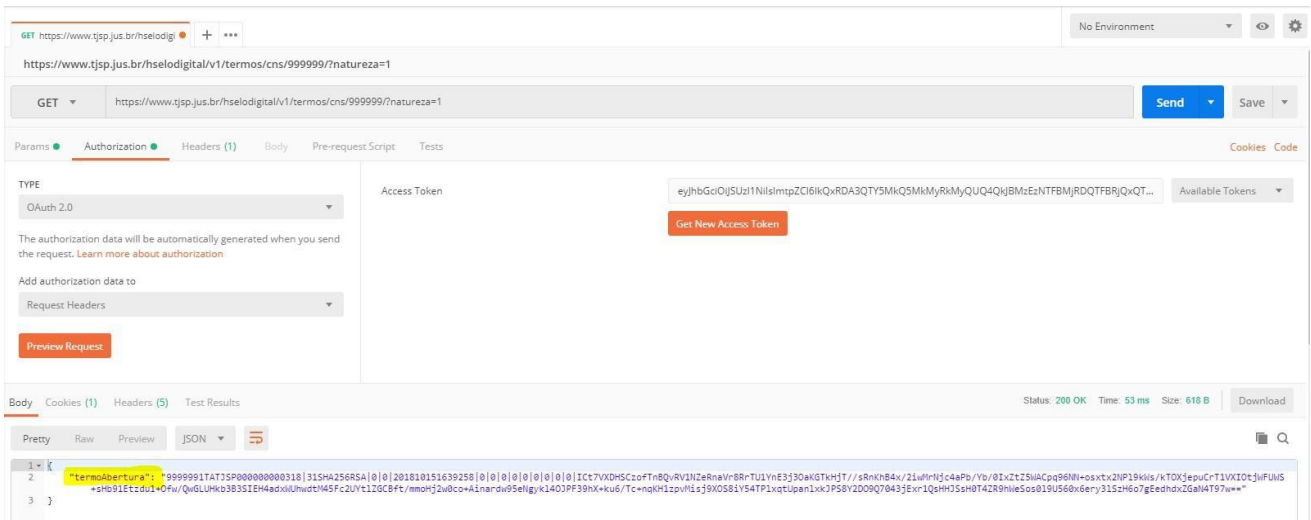 GET https://www.tjsp.jus.br/hselodigi + •••
No Environment
https://www.tjsp.jus.br/hselodigital/v1/termos/cns/999999/?natureza=1
GET https://www.tjsp.jus.br/hselodigital/v1/termos/cns/999999/?natureza=1 Send Save
Params Authorization Headers (1) Body Pre-request Script Tests Cookies Code
TYPE
OAuth 2.0
The authorization data will be automatically generated when you send
the request. Learn more about authorization
Add authorization data to
Request Headers
Preview Request
Access Token
Available Tokens
Get New Access Token
Body Cookies (1) Headers (5) Test Results Status: 200 OK Time: 53 ms Size: 618 B Download
Pretty Raw Preview JSON
1 {
2 "termoAbertura":
3 }